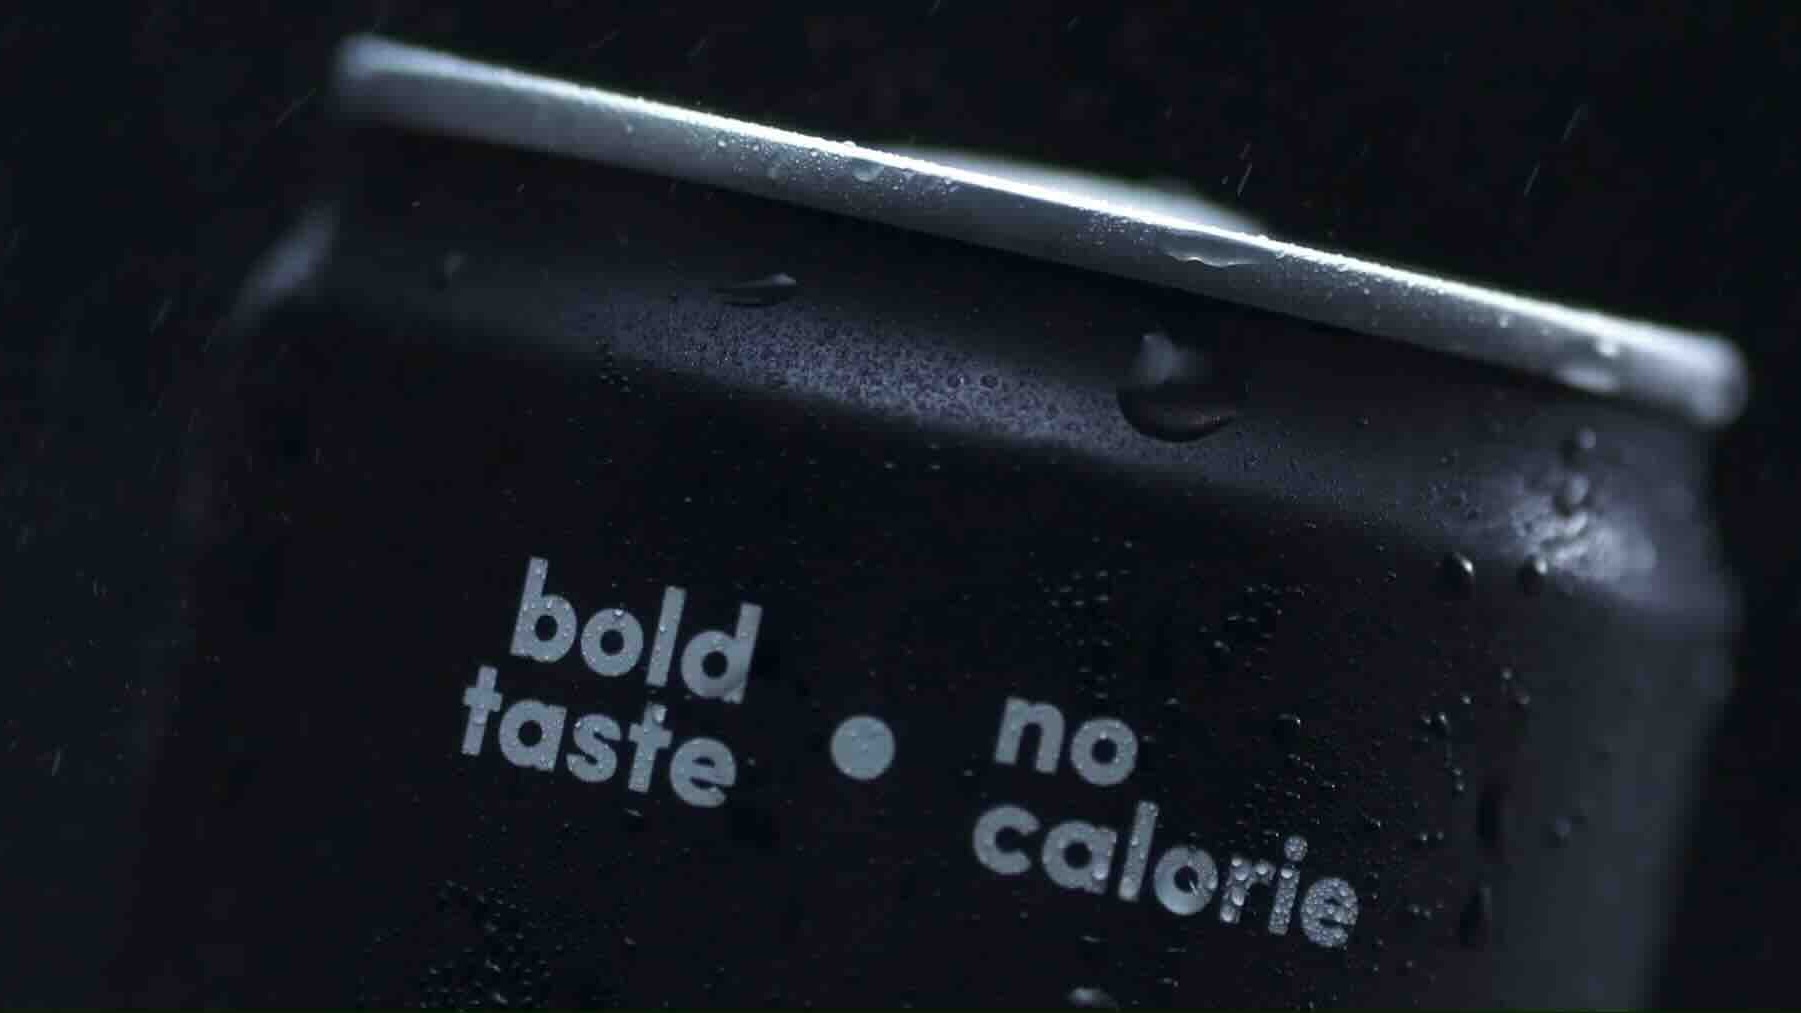 bold
taste
•
no
calorie